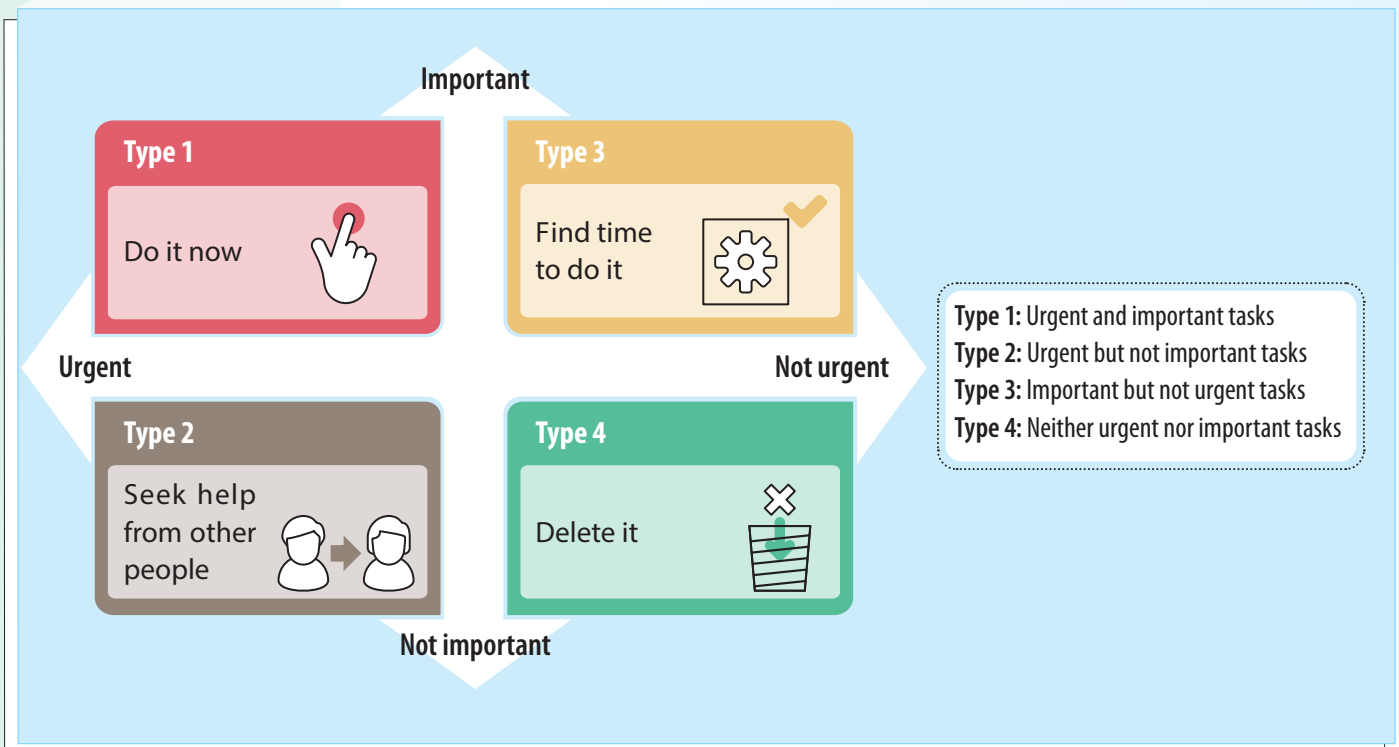 Important
Type 1
Do it now
Type 3
Find time
to do it
Urgent
Not urgent
Type 2
Seek help
from other
people
Type 4
Delete it
Not important
Type 1: Urgent and important tasks
Type 2: Urgent but not important tasks
Type 3: Important but not urgent tasks
Type 4: Neither urgent nor important tasks